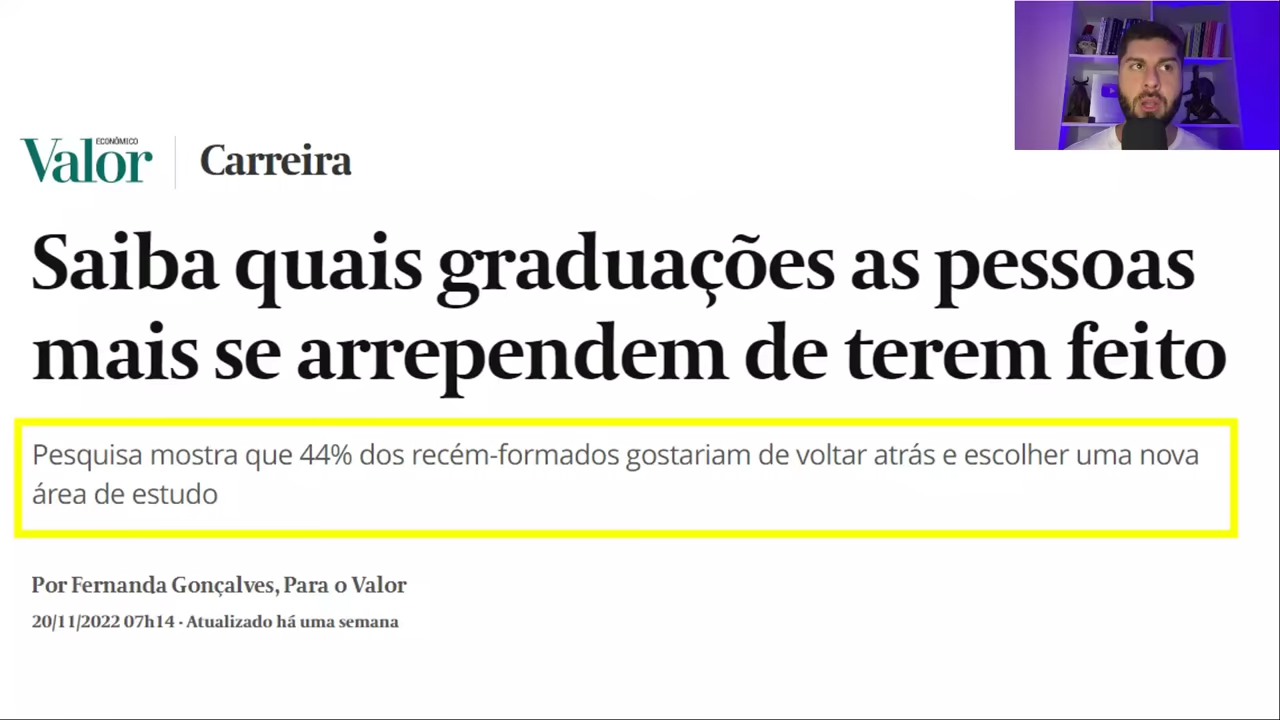 Valor ECONÔMICO
Carreira
Saiba quais graduações as pessoas
mais se arrependem de terem feito
Pesquisa mostra que 44% dos recém-formados gostariam de voltar atrás e escolher uma nova
área de estudo
Por Fernanda Gonçalves, Para o Valor
20/11/2022 07h14 · Atualizado há uma semana